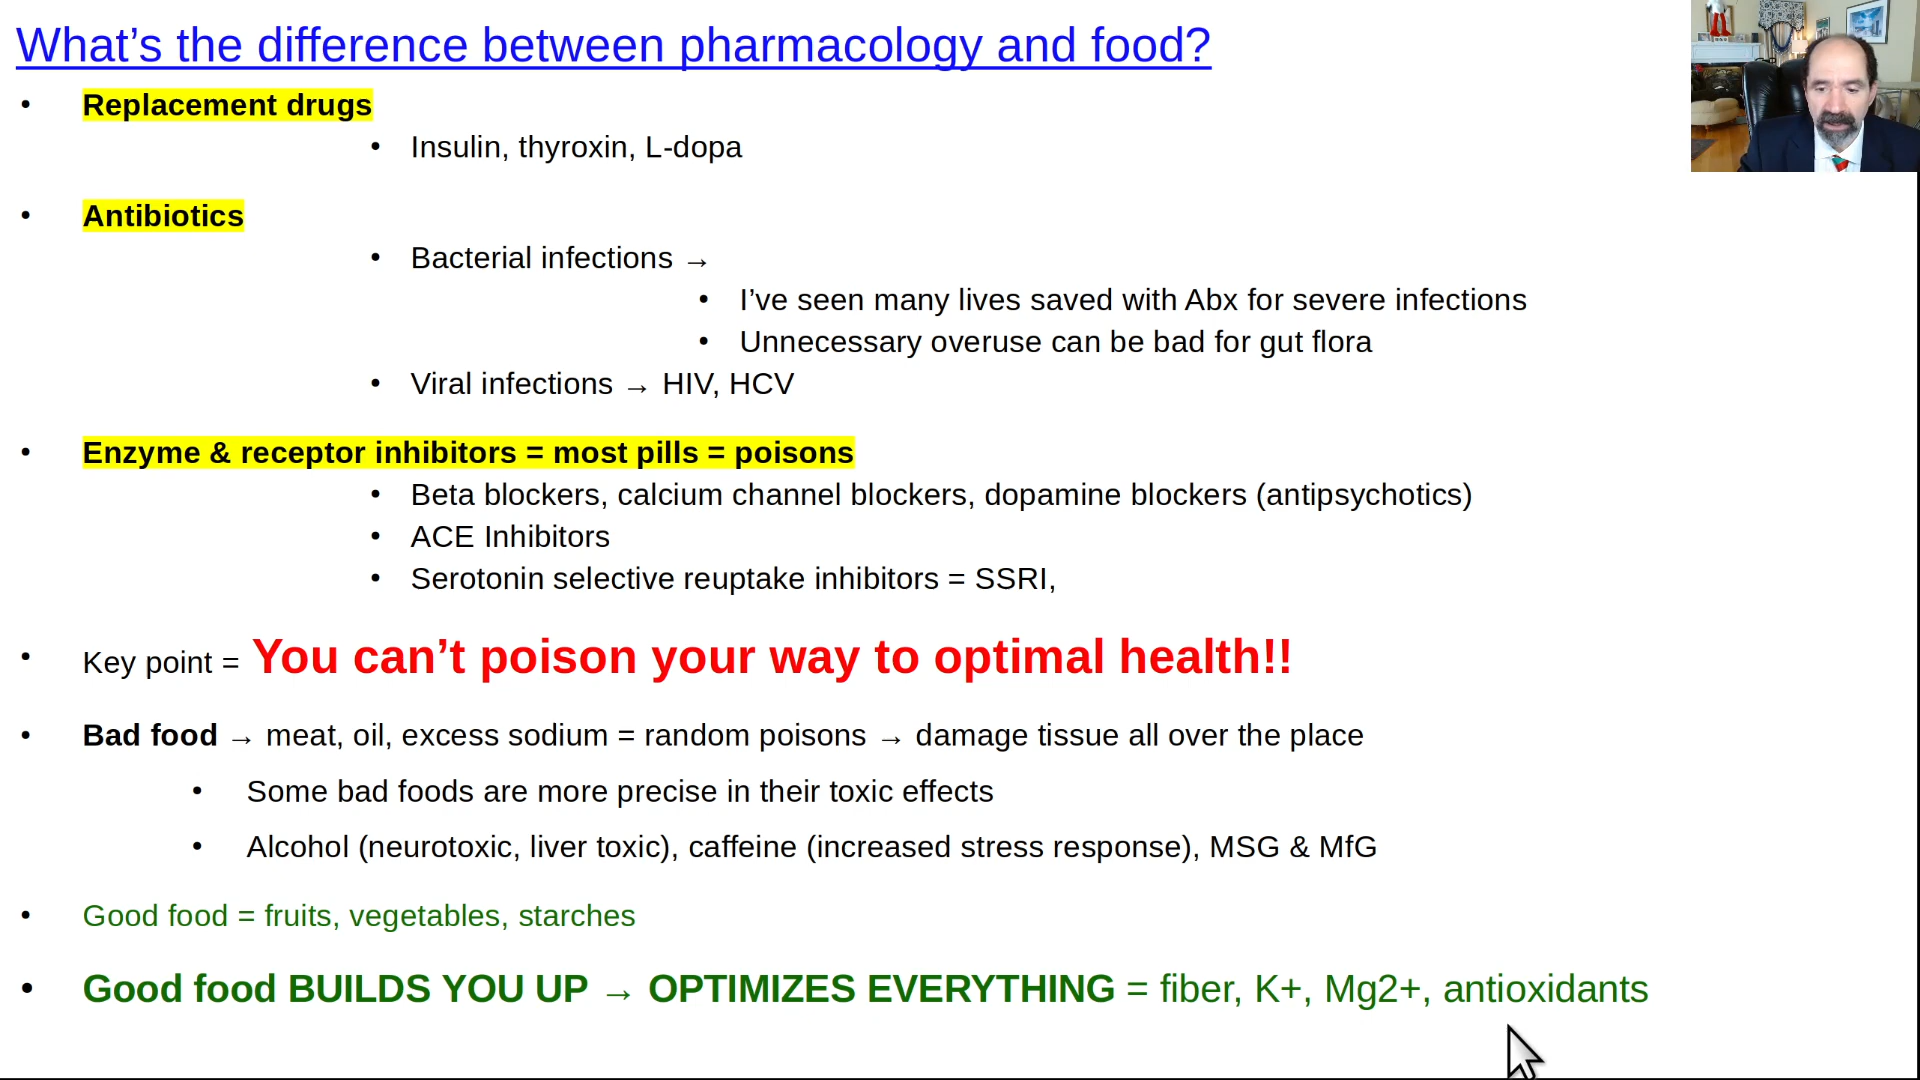 What’s the difference between pharmacology and food?
• Replacement drugs
• Insulin, thyroxin, L-dopa
• Antibiotics
• Bacterial infections →
• I’ve seen many lives saved with Abx for severe infections
• Unnecessary overuse can be bad for gut flora
• Viral infections → HIV, HCV
• Enzyme & receptor inhibitors = most pills = poisons
• Beta blockers, calcium channel blockers, dopamine blockers (antipsychotics)
• ACE Inhibitors
• Serotonin selective reuptake inhibitors = SSRI,
• Key point = You can’t poison your way to optimal health!!
• Bad food → meat, oil, excess sodium = random poisons → damage tissue all over the place
• Some bad foods are more precise in their toxic effects
• Alcohol (neurotoxic, liver toxic), caffeine (increased stress response), MSG & MfG
• Good food = fruits, vegetables, starches
• Good food BUILDS YOU UP → OPTIMIZES EVERYTHING = fiber, K+, Mg2+, antioxidants